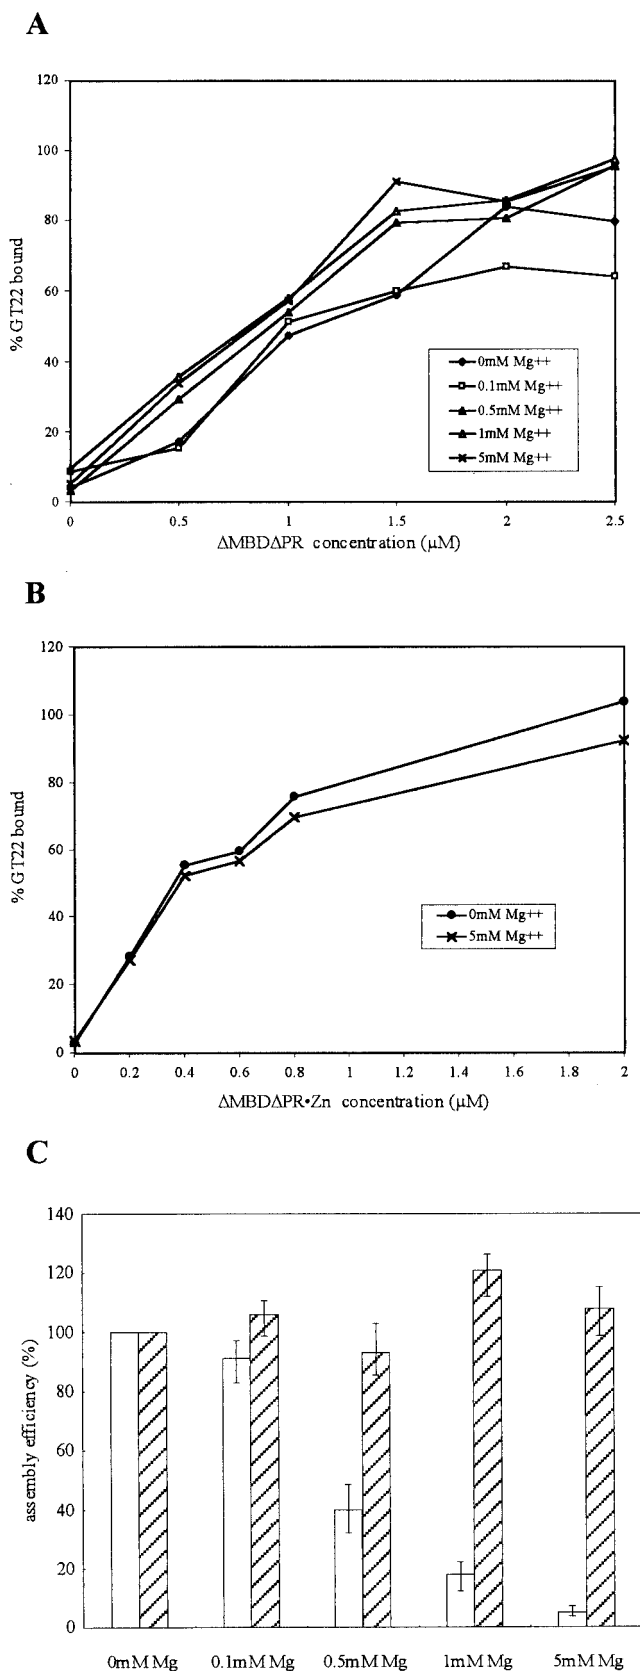 A
120
100
80
60
40
20
0
% GT22 bound
0mM Mg++
0.1mM Mg++
0.5mM Mg++
1mM Mg++
5mM Mg++
0 0.5 1 1.5 2 2.5
ΔMBDΔPR concentration (μM)
B
120
100
80
60
40
20
0
% GT22 bound
0mM Mg++
5mM Mg++
0 0.2 0.4 0.6 0.8 1 1.2 1.4 1.6 1.8 2
ΔMBDΔPR•Zn concentration (μM)
C
140
120
100
80
60
40
20
0
assembly efficiency (%)
0mM Mg 0.1mM Mg 0.5mM Mg 1mM Mg 5mM Mg